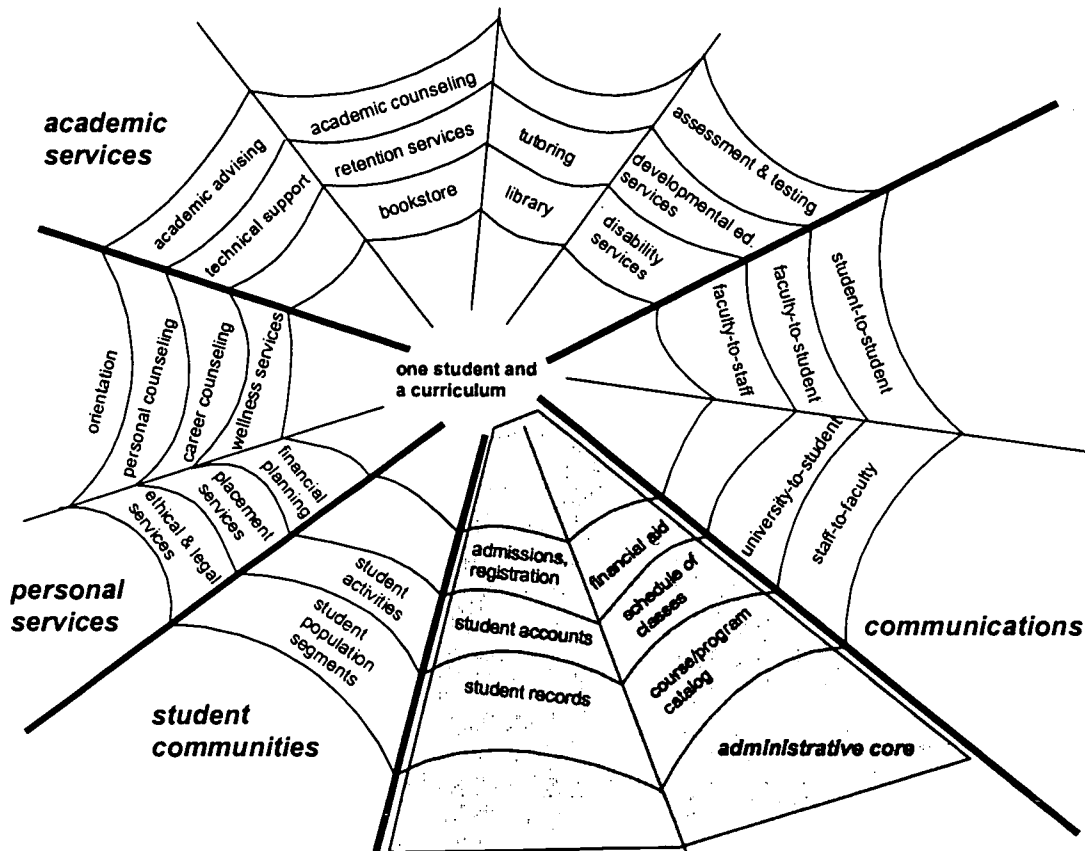 academic
services
academic advising
technical support
academic counseling
retention services
bookstore
tutoring
library
assessment & testing
developmental ed.
services
disability
services
orientation
personal counseling
career counseling
wellness services
financial
planning
placement
services
ethical & legal
services
personal
services
one student and
a curriculum
faculty-to-staff
faculty-to-student
student-to-student
university-to-student
staff-to-faculty
communications
student
activities
student
population
segments
student
communities
admissions,
registration
student accounts
student records
financial aid
schedule of
classes
course/program
catalog
administrative core